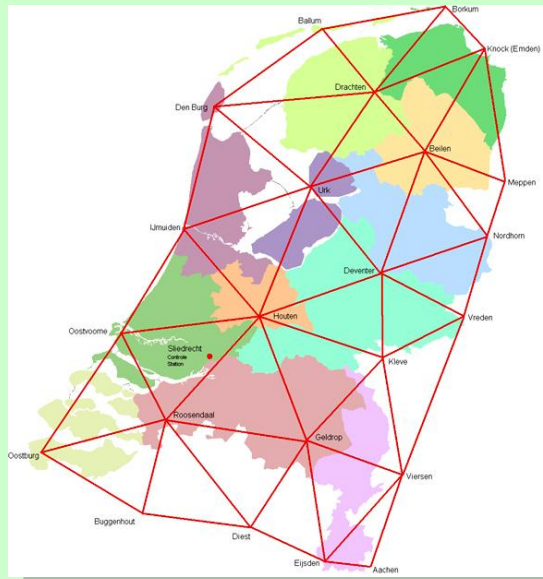 Borkum
Ballum
Knock (Emden)
Drachten
Den Burg
Beilen
Meppen
Urk
IJmuiden
Nordhorn
Deventer
Houten
Vreden
Oostvoorne
Sliedrecht
Controle
Station
Kleve
Roosendaal
Geldrop
Oostburg
Viersen
Buggenhout
Diest
Eijsden
Aachen